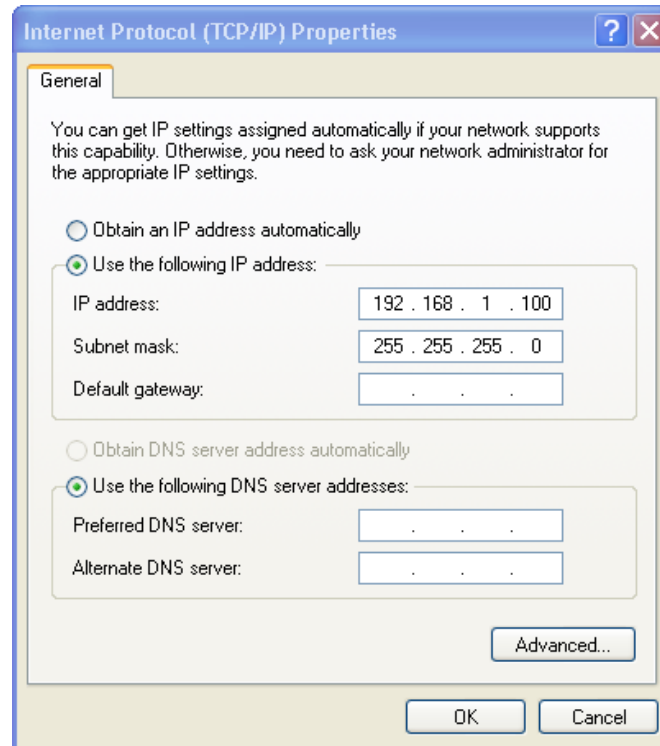 Internet Protocol (TCP/IP) Properties
General
You can get IP settings assigned automatically if your network supports
this capability. Otherwise, you need to ask your network administrator for
the appropriate IP settings.
Obtain an IP address automatically
Use the following IP address:
IP address: 192 . 168 . 1 . 100
Subnet mask: 255 . 255 . 255 . 0
Default gateway: . . .
Obtain DNS server address automatically
Use the following DNS server addresses:
Preferred DNS server: . . .
Alternate DNS server: . . .
Advanced...
OK Cancel